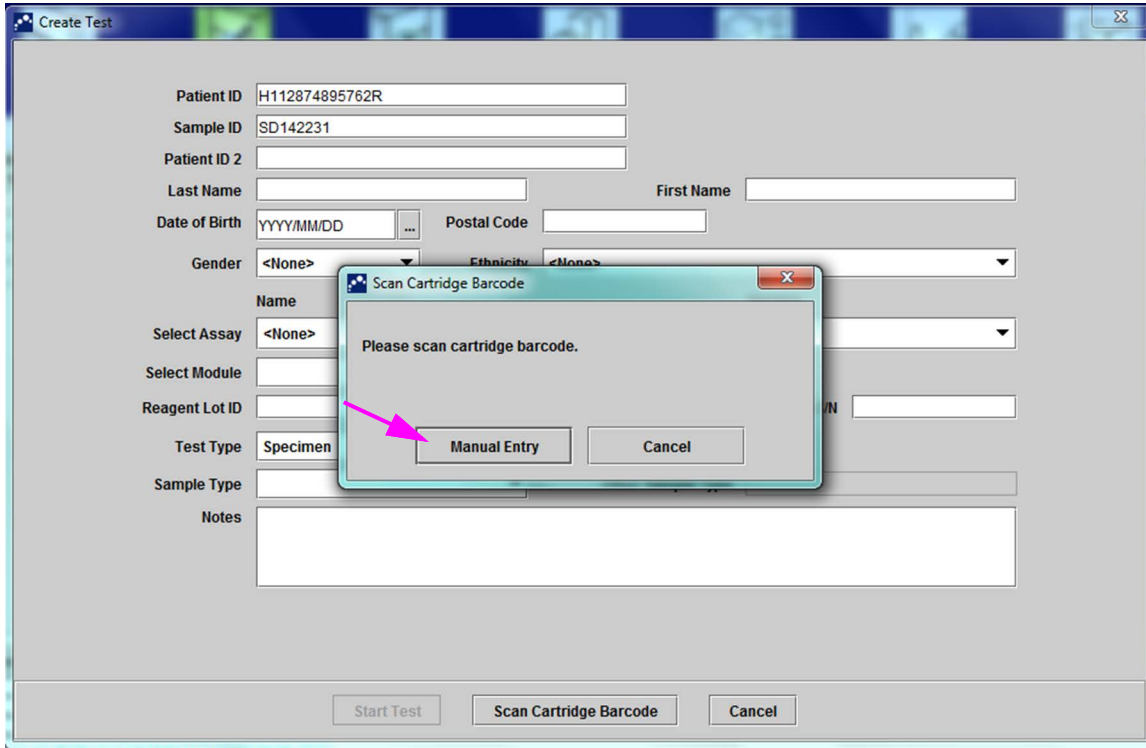 Create Test
Patient ID H112874895762R
Sample ID SD142231
Patient ID 2
Last Name First Name
Date of Birth YYYY/MM/DD ... Postal Code
Gender <None> Ethnicity <None>
Scan Cartridge Barcode
Name
Select Assay <None>
Please scan cartridge barcode.
Select Module
Reagent Lot ID /N
Manual Entry Cancel
Test Type Specimen
Sample Type
Notes
Start Test Scan Cartridge Barcode Cancel